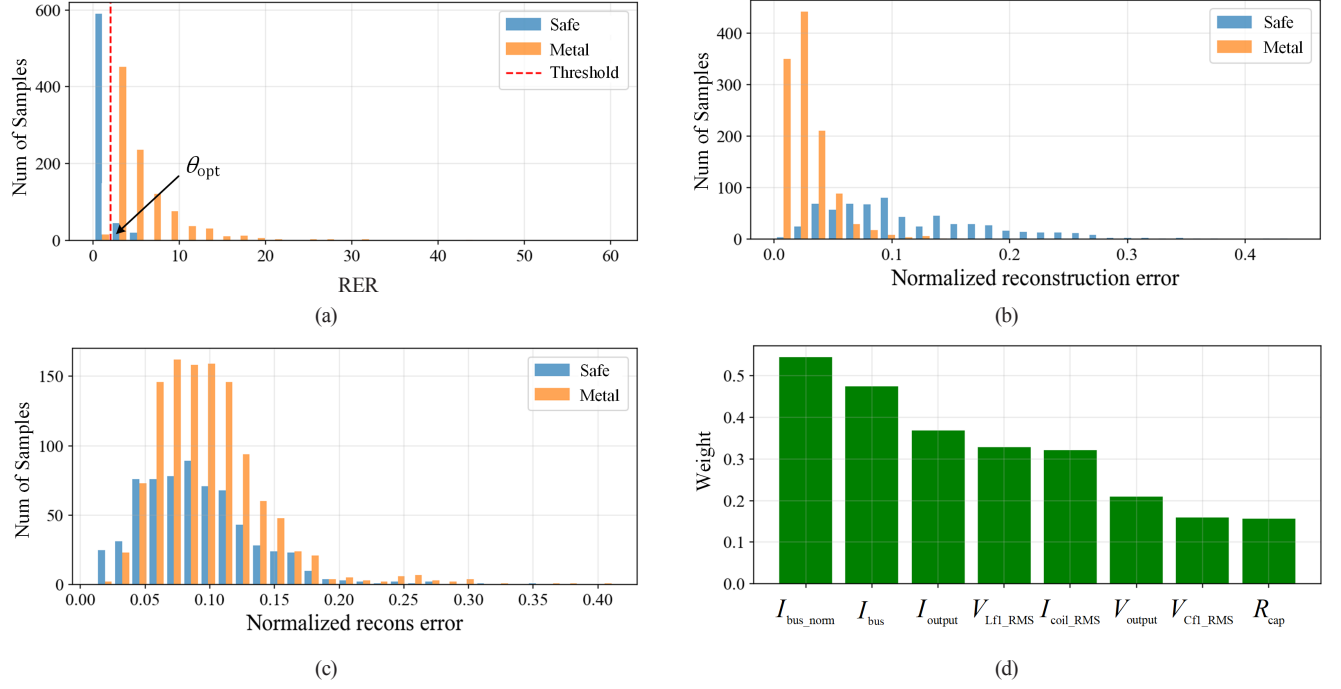 Num of Samples
600
400
200
0
Safe
Metal
Threshold
θopt
0 10 20 30 40 50 60
RER
(a)
Num of Samples
400
300
200
100
0
Safe
Metal
0.0 0.1 0.2 0.3 0.4
Normalized reconstruction error
(b)
Num of Samples
150
100
50
0
Safe
Metal
0.00 0.05 0.10 0.15 0.20 0.25 0.30 0.35 0.40
Normalized recons error
(c)
Weight
0.5
0.4
0.3
0.2
0.1
0.0
Ibus_norm Ibus Ioutput VLf1_RMS Icoil_RMS Voutput VCf1_RMS Rcap
(d)